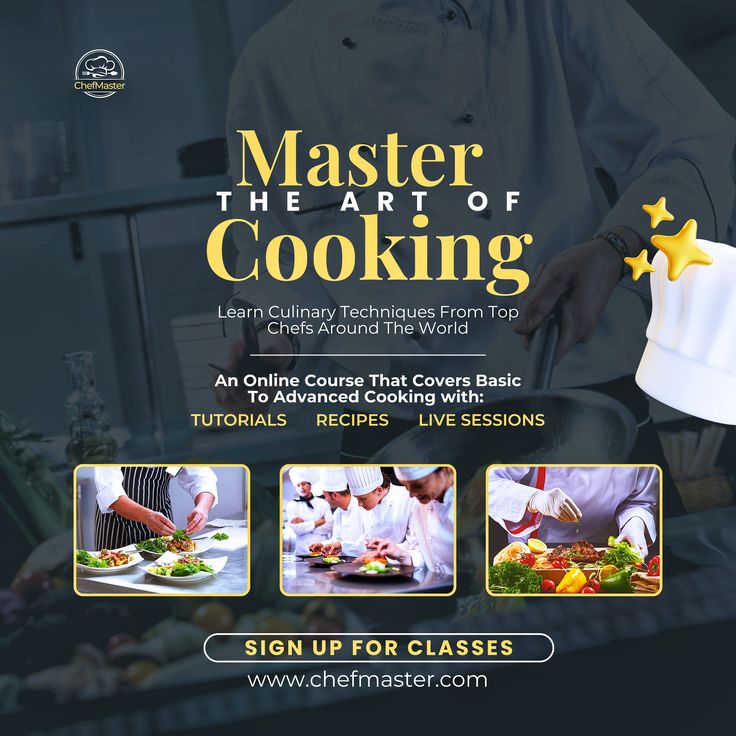 ChefMaster
Master
THE ART OF
Cooking
Learn Culinary Techniques From Top
Chefs Around The World
An Online Course That Covers Basic
To Advanced Cooking with:
TUTORIALS RECIPES LIVE SESSIONS
SIGN UP FOR CLASSES
www.chefmaster.com